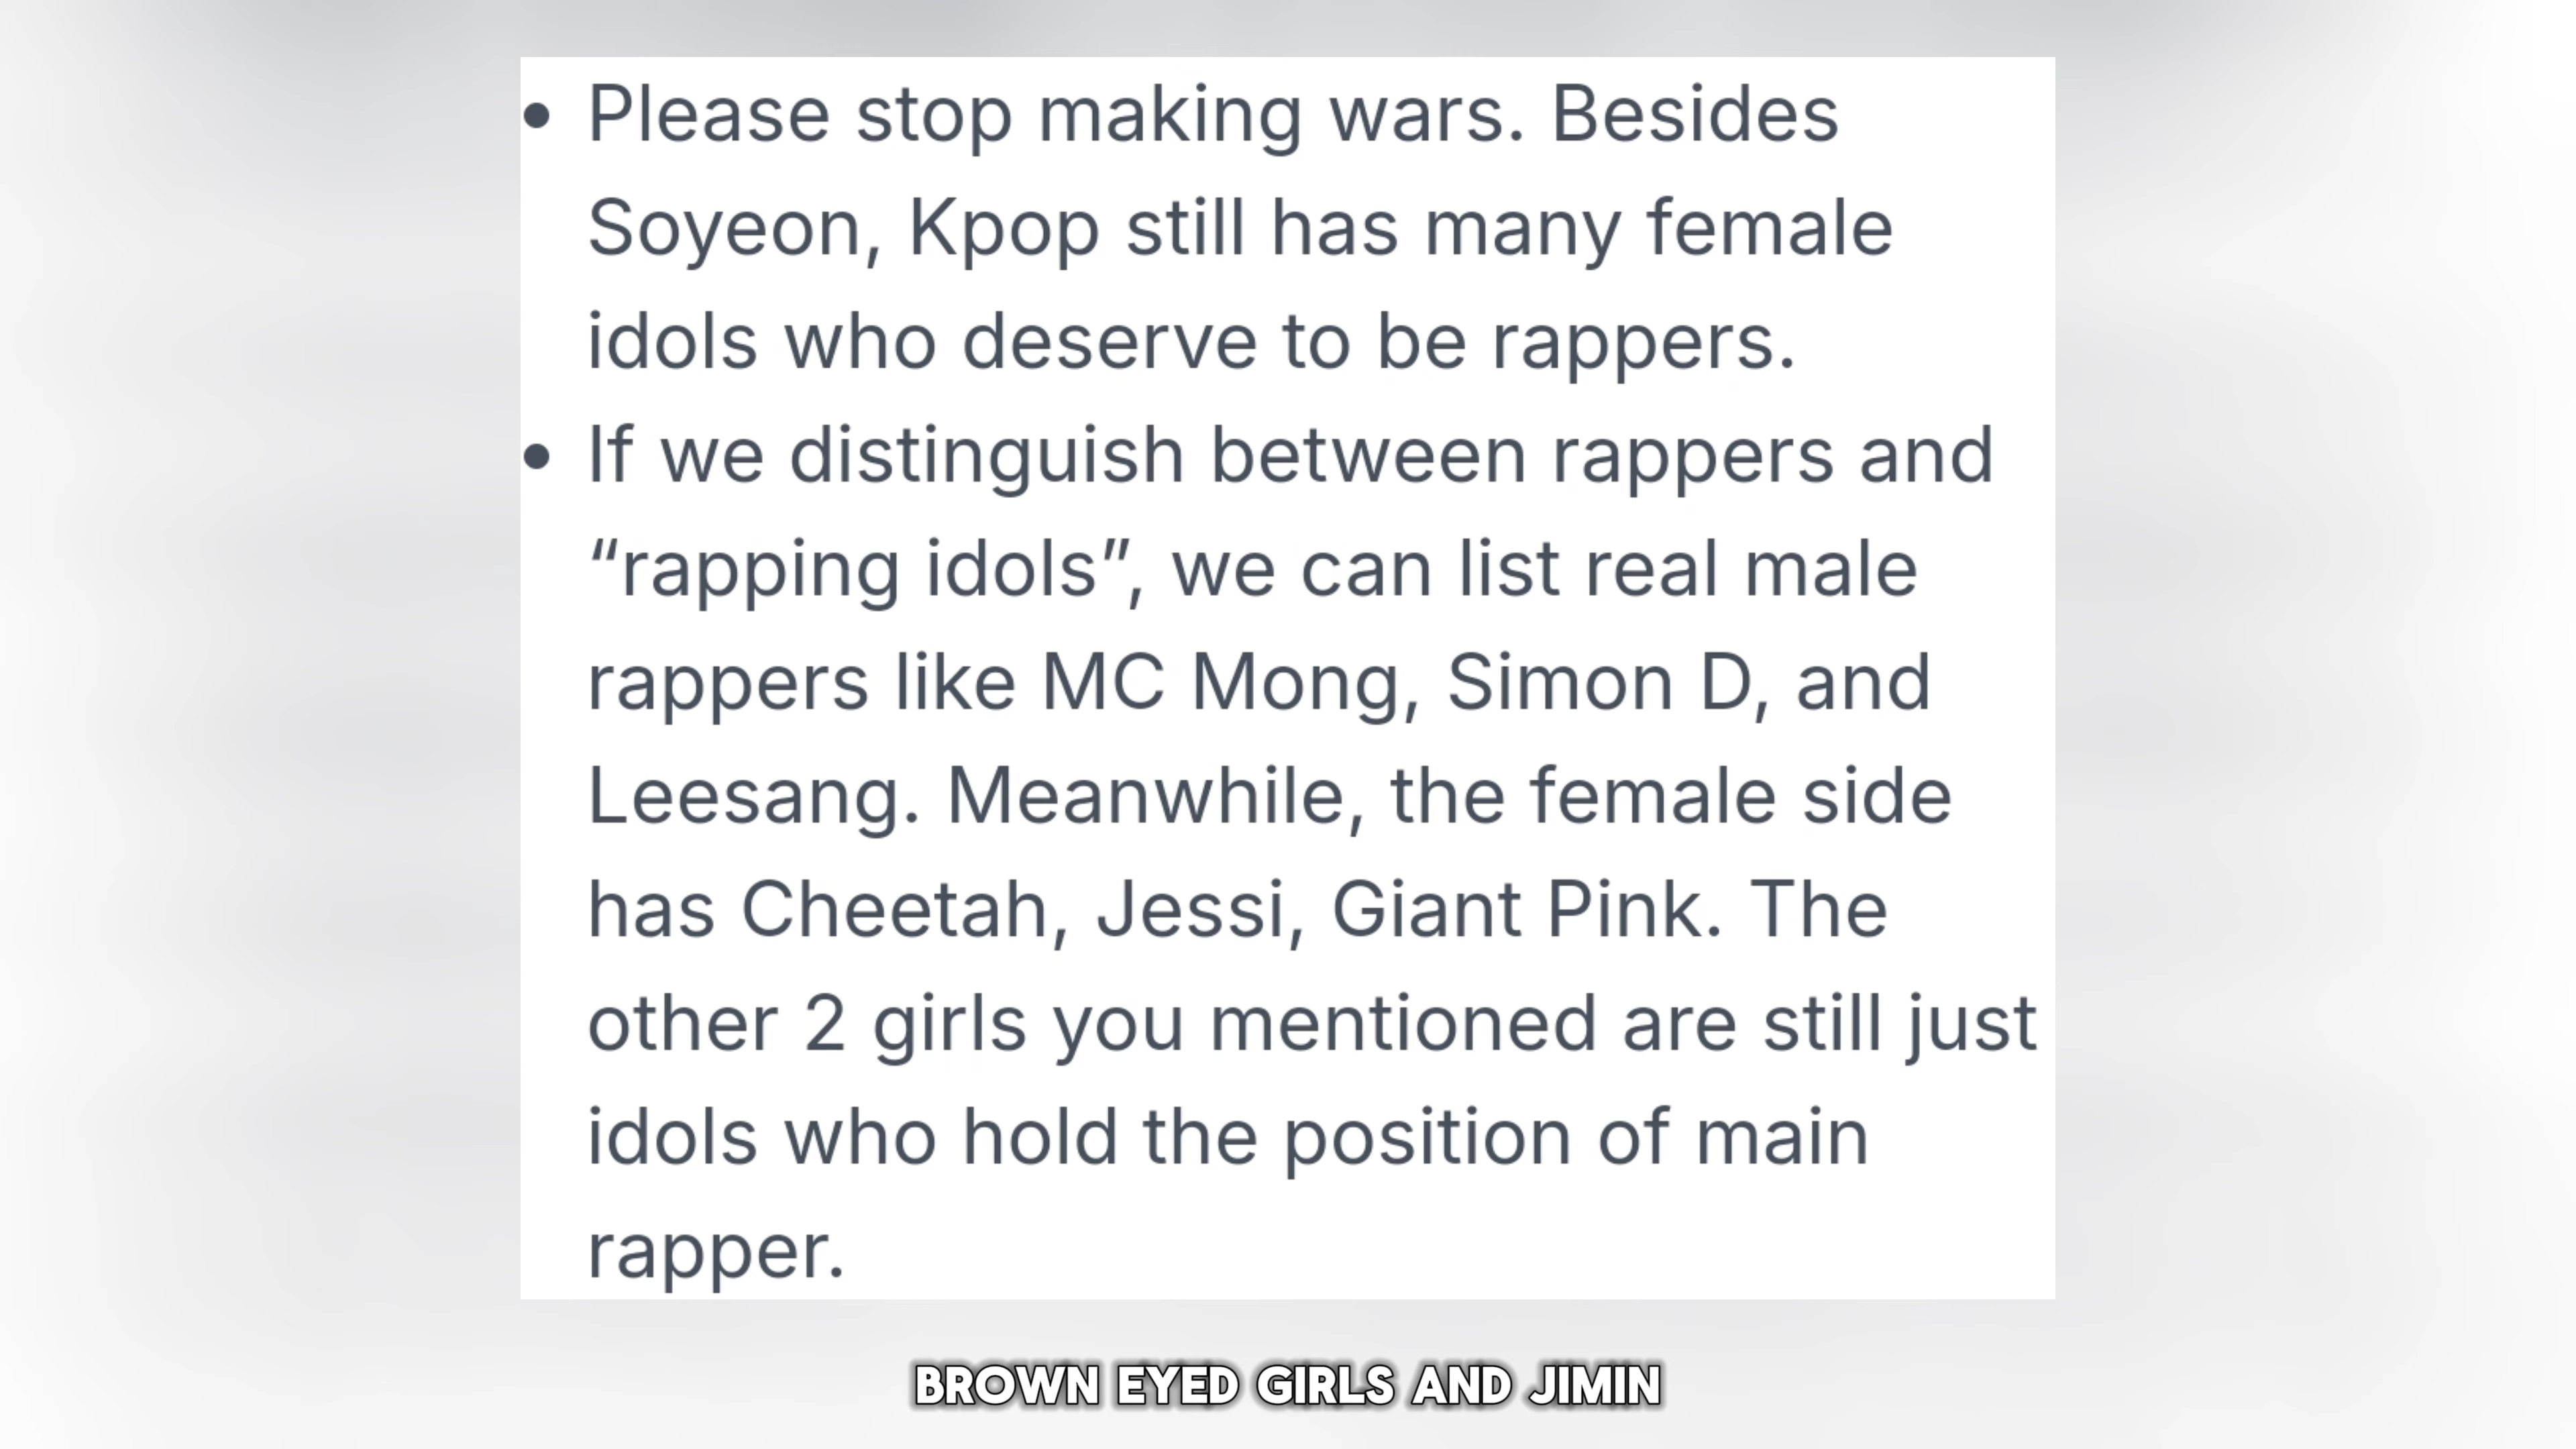 • Please stop making wars. Besides
Soyeon, Kpop still has many female
idols who deserve to be rappers.
• If we distinguish between rappers and
“rapping idols”, we can list real male
rappers like MC Mong, Simon D, and
Leesang. Meanwhile, the female side
has Cheetah, Jessi, Giant Pink. The
other 2 girls you mentioned are still just
idols who hold the position of main
rapper.
BROWN EYED GIRLS AND JIMIN